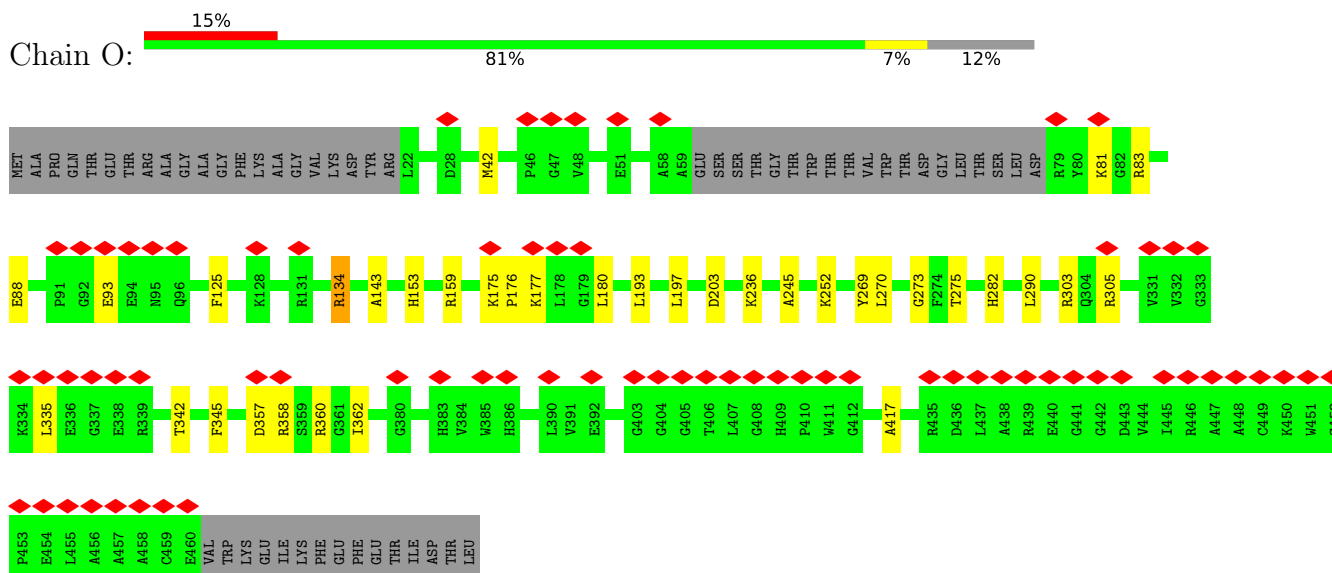 15%
Chain O:
81% 7% 12%
MET ALA PRO GLN THR GLU THR ARG ALA GLY ALA GLY PHE LYS ALA GLY VAL LYS ASP TYR ARG L22 D28 M42 P46 G47 V48 E51 A58 A59 GLU SER SER THR GLY THR TRP THR THR VAL TRP THR ASP GLY LEU THR SER LEU ASP R79 Y80 K81 G82 R83
E88 P91 G92 E93 E94 N95 Q96 F125 K128 R131 R134 A143 H153 R159 K175 P176 K177 L178 G179 L180 L193 L197 D203 K236 A245 K252 Y269 L270 G273 F274 T275 H282 L290 R303 Q304 R305 V331 V332 G333
K334 L335 E336 G337 E338 R339 T342 F345 D357 R358 S359 R360 G361 I362 G380 H383 V384 W385 H386 L390 V391 E392 G403 G404 G405 T406 L407 G408 H409 P410 W411 G412 A417 R435 D436 L437 A438 R439 E440 G441 G442 D443 V444 I445 R446 A447 A448 C449 K450 W451
P453 E454 L455 A456 A457 A458 C459 E460 VAL TRP LYS GLU ILE LYS PHE GLU PHE GLU THR ILE ASP THR LEU